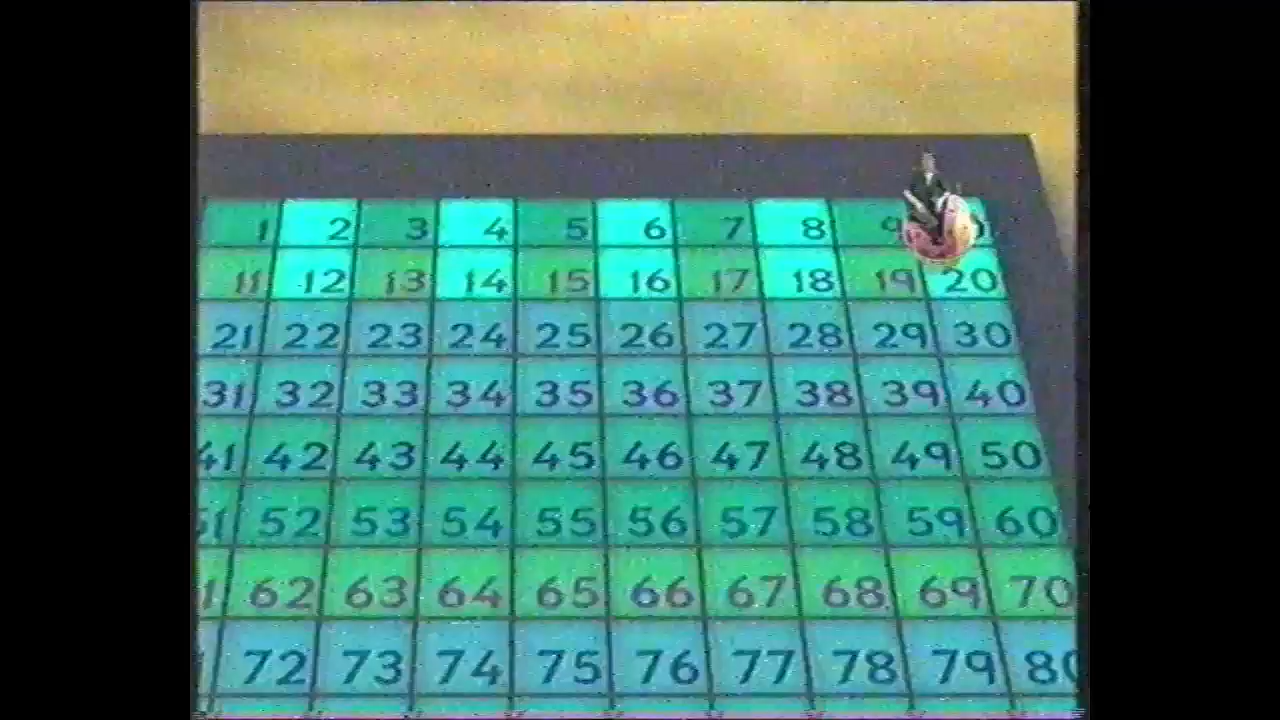 1 2 3 4 5 6 7 8 9
11 12 13 14 15 16 17 18 19 20
21 22 23 24 25 26 27 28 29 30
31 32 33 34 35 36 37 38 39 40
41 42 43 44 45 46 47 48 49 50
51 52 53 54 55 56 57 58 59 60
62 63 64 65 66 67 68 69 70
72 73 74 75 76 77 78 79 80